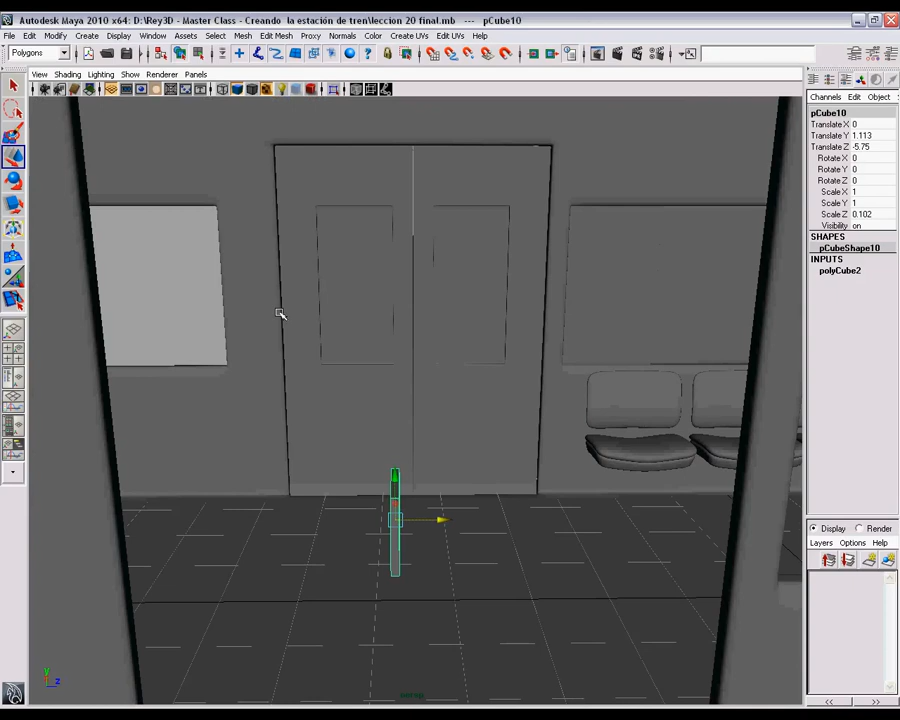 Autodesk Maya 2010 x64: D:\Rey3D - Master Class - Creando la estación de tren\leccion 20 final.mb --- pCube10
File Edit Modify Create Display Window Assets Select Mesh Edit Mesh Proxy Normals Color Create UVs Edit UVs Help
Polygons
View Shading Lighting Show Renderer Panels
Channels Edit Object
pCube10
Translate X 0
Translate Y 1.113
Translate Z -5.75
Rotate X 0
Rotate Y 0
Rotate Z 0
Scale X 1
Scale Y 1
Scale Z 0.102
Visibility on
SHAPES
pCubeShape10
INPUTS
polyCube2
Display Render
Layers Options Help
y
z